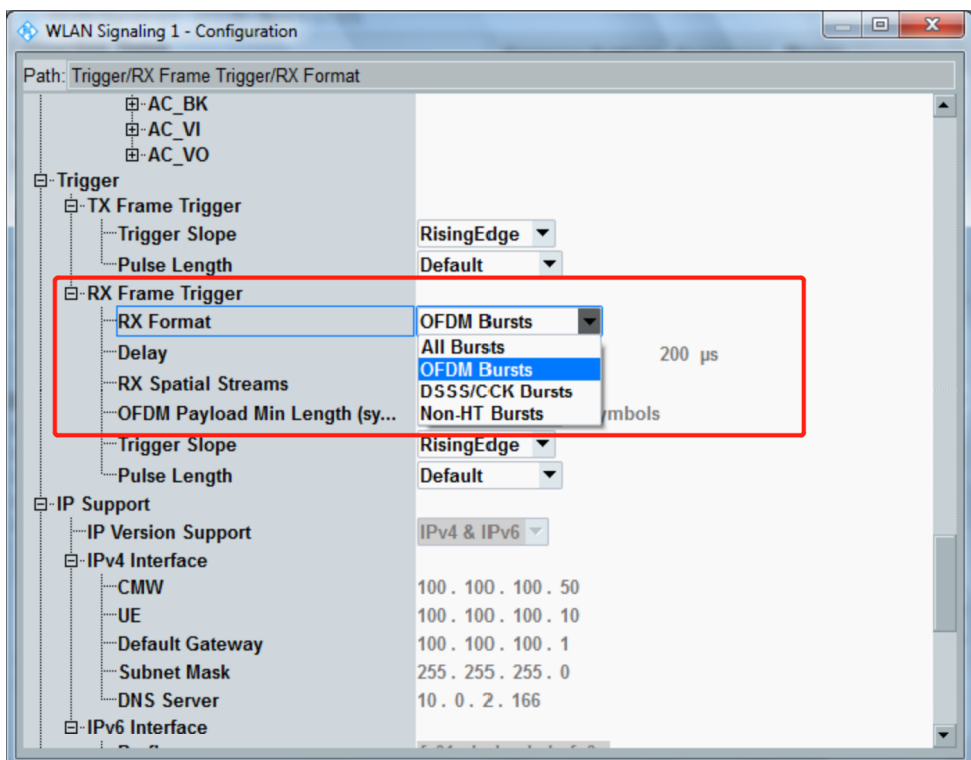 WLAN Signaling 1 - Configuration
Path: Trigger/RX Frame Trigger/RX Format
AC_BK
AC_VI
AC_VO
Trigger
TX Frame Trigger
Trigger Slope RisingEdge
Pulse Length Default
RX Frame Trigger
RX Format OFDM Bursts
All Bursts
Delay 200 µs
OFDM Bursts
RX Spatial Streams
DSSS/CCK Bursts
OFDM Payload Min Length (sy... ymbols
Non-HT Bursts
Trigger Slope RisingEdge
Pulse Length Default
IP Support
IP Version Support IPv4 & IPv6
IPv4 Interface
CMW 100 . 100 . 100 . 50
UE 100 . 100 . 100 . 10
Default Gateway 100 . 100 . 100 . 1
Subnet Mask 255 . 255 . 255 . 0
DNS Server 10 . 0 . 2 . 166
IPv6 Interface